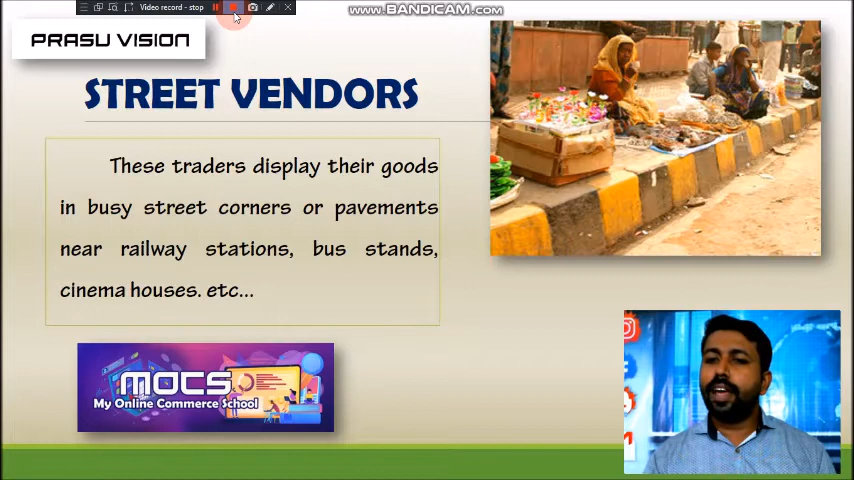 Video record - stop
WWW.BANDICAM.COM
PRASU VISION
STREET VENDORS
These traders display their goods
in busy street corners or pavements
near railway stations, bus stands,
cinema houses. etc...
MOCS
My Online Commerce School